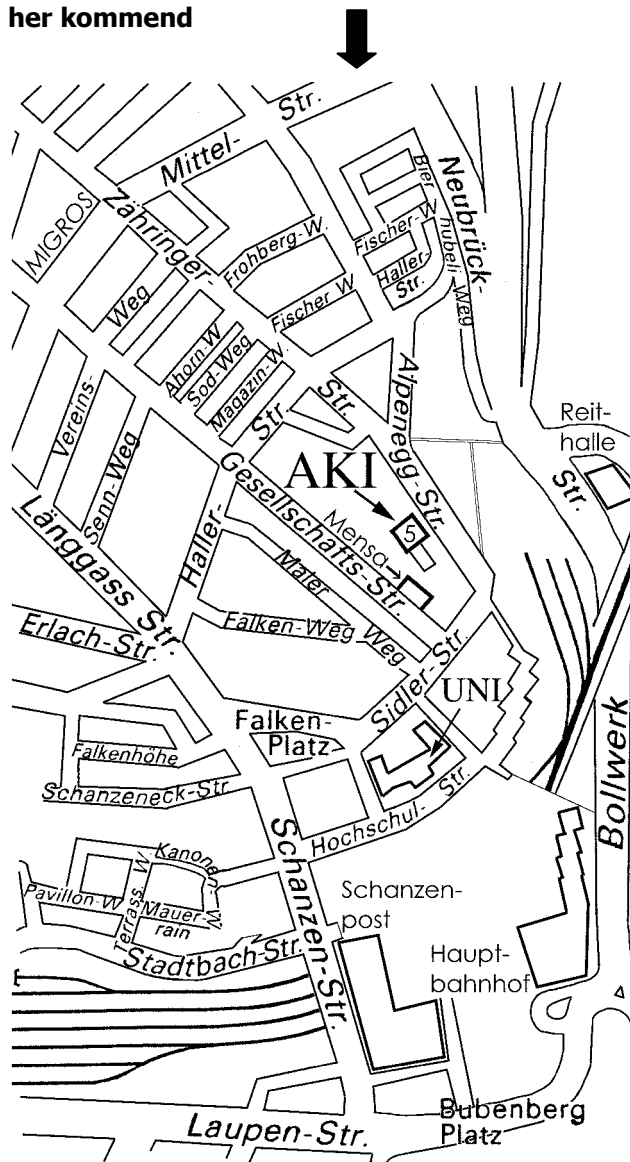 her kommend
Str.
Mittel-
Neubrück-
Bier
hubeli-Weg
Zähringer-
MIGROS
Frohberg-W.
Fischer-W
Haller-
Str.
Weg
Fischer W
Ahorn-W
Sod-Weg
Magazin-W.
Str.
Str.
Alpenegg-Str.
Reit-
halle
Str.
Vereins-
Senn-Weg
AKI
5
Gesellschafts-Str.
Mensa→
Haller-
Maler
Weg
Länggass Str.
Falken-Weg
Erlach-Str.
Sidler-Str.
UNI
Falken-
Platz
Falkenhöhe
Schanzeneck-Str
Hochschul-
Str.
Bollwerk
Schanzen-Str.
Kanonen
W.
Pavillon-W
Terrass. W
Mauer-
rain
Schanzen-
post
Stadtbach-Str.
Haupt-
bahnhof
Bubenberg
Platz
Laupen-Str.